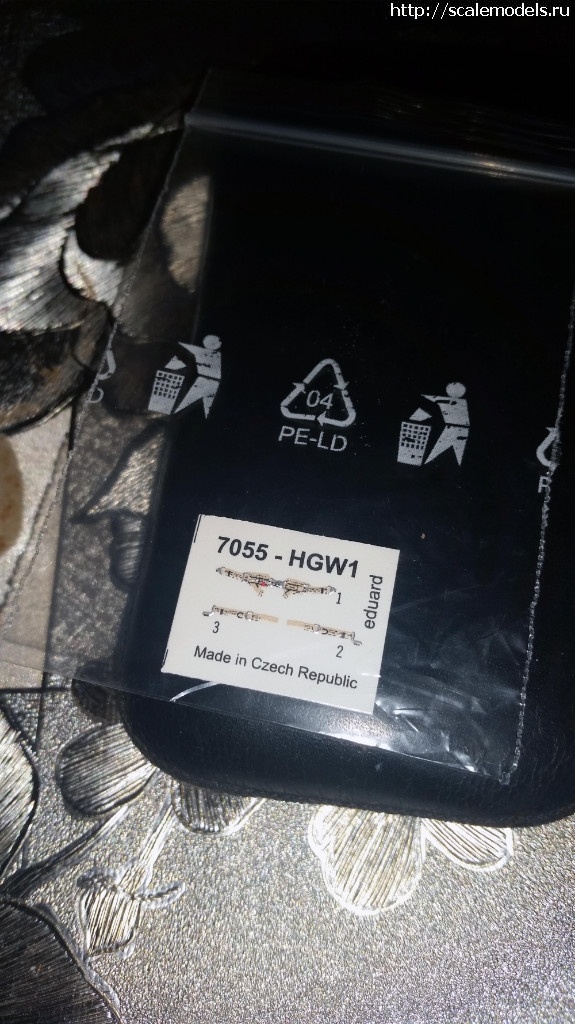 http://scalemodels.ru
04
PE-LD
D
P
7055 - HGW1
1
eduard
3
2
Made in Czech Republic